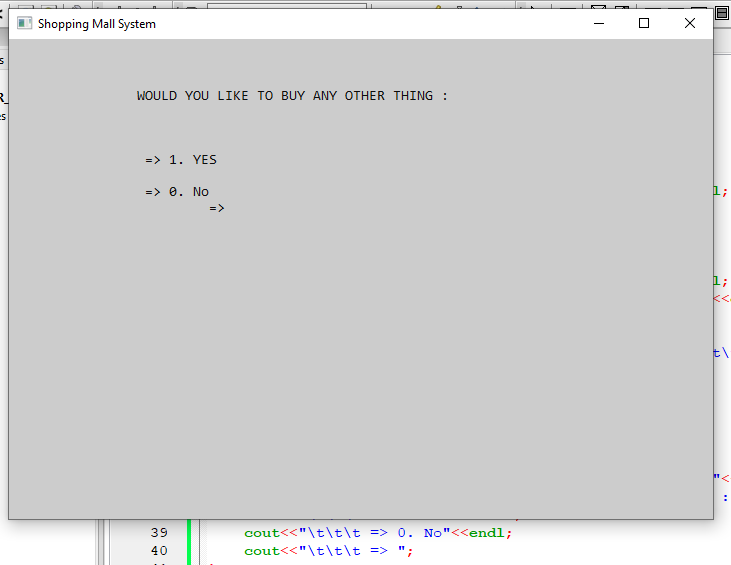 Shopping Mall System
WOULD YOU LIKE TO BUY ANY OTHER THING :
=> 1. YES
=> 0. No
=>
l;
l;
<<
t\
"<
:
39 cout<<"\t\t\t => 0. No"<<endl;
40 cout<<"\t\t\t => ";